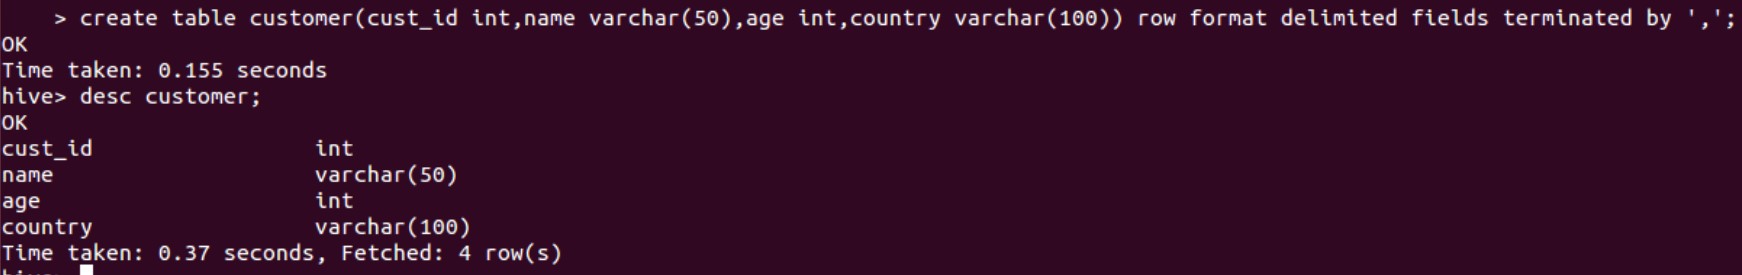 > create table customer(cust_id int,name varchar(50),age int,country varchar(100)) row format delimited fields terminated by ',';
OK
Time taken: 0.155 seconds
hive> desc customer;
OK
cust_id int
name varchar(50)
age int
country varchar(100)
Time taken: 0.37 seconds, Fetched: 4 row(s)